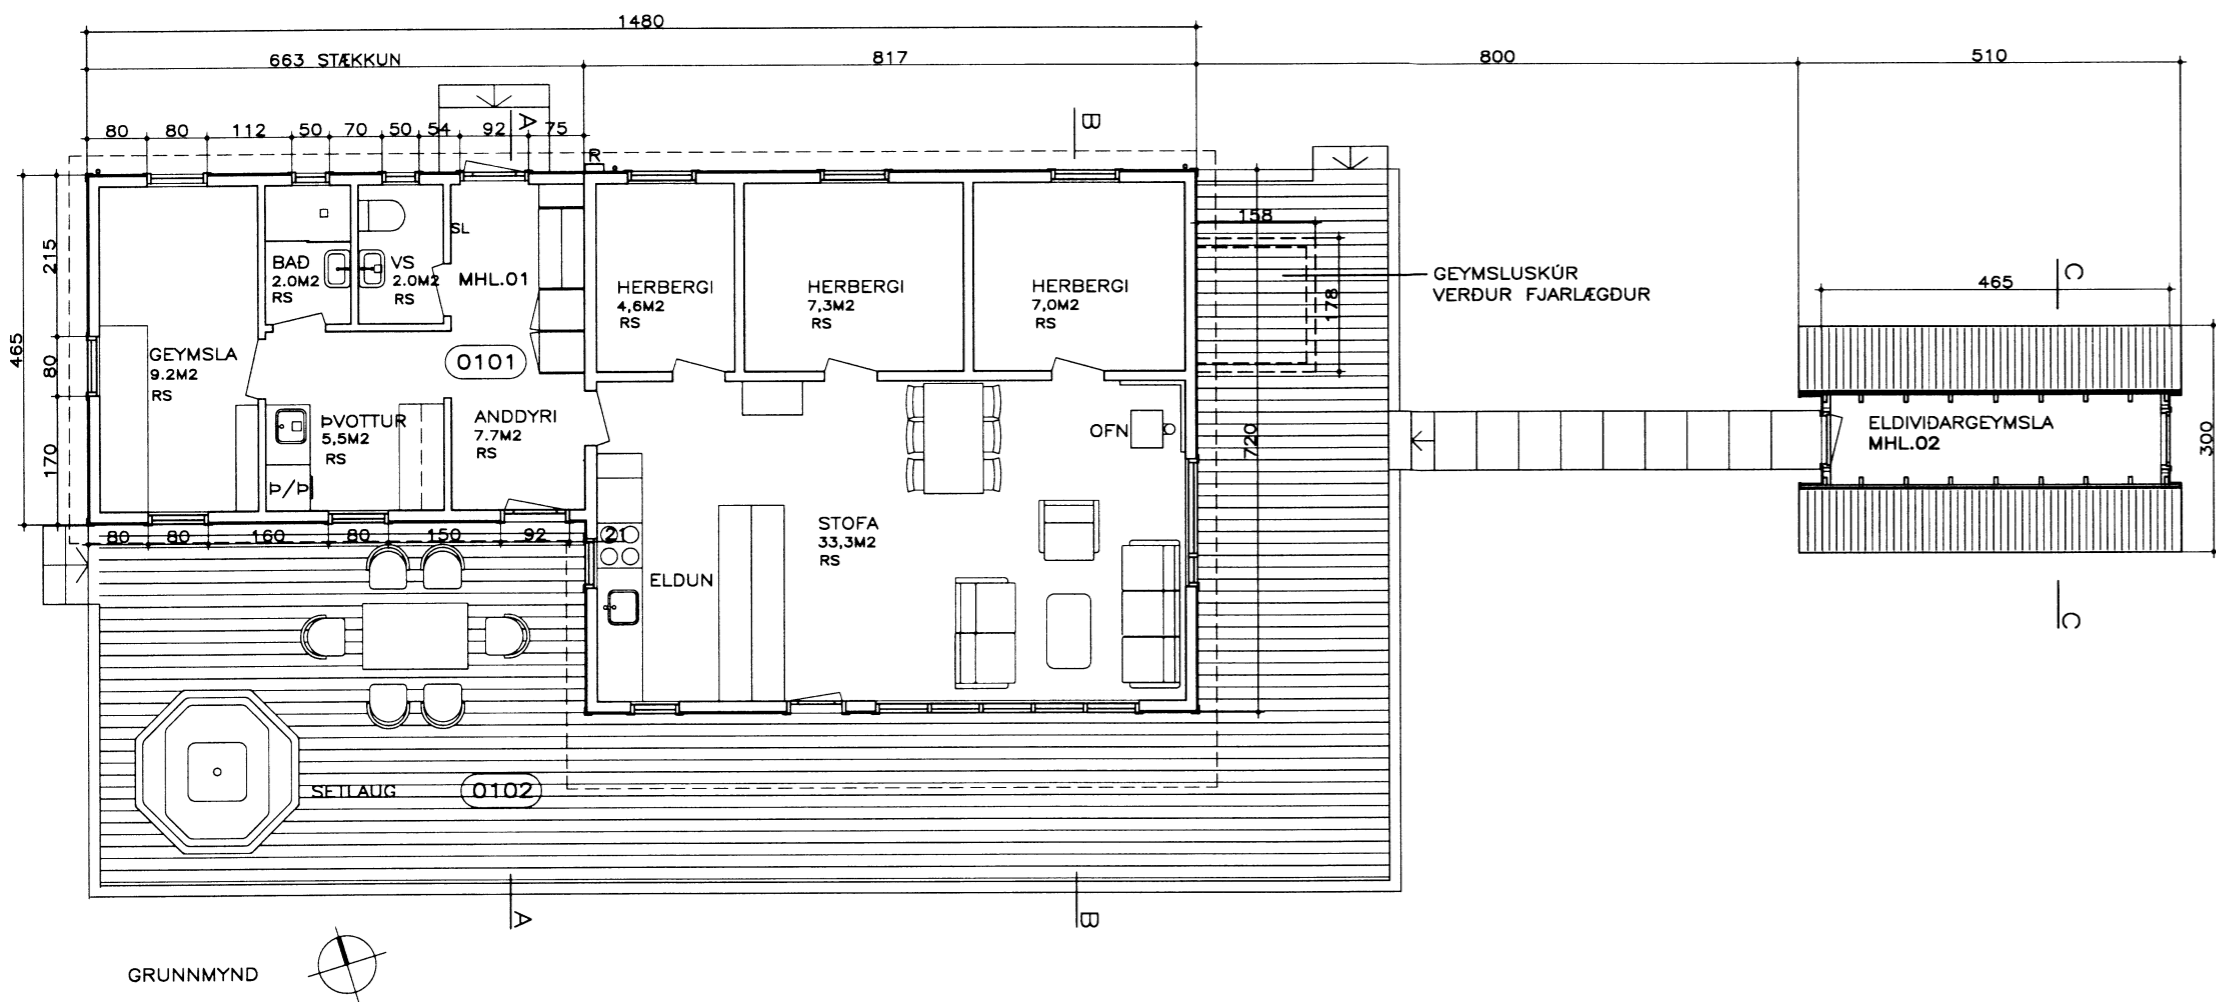 1480
663 STÆKKUN
817
800
510
80 80 112 50 70 50 54 92 75
A
B
R
215
80
170
465
SL
BAÐ
2.0M2
RS
VS
2.0M2
RS
MHL.01
HERBERGI
4,6M2
RS
HERBERGI
7,3M2
RS
HERBERGI
7,0M2
RS
158
178
720
GEYMSLUSKÚR
VERÐUR FJARLÆGÐUR
C
465
300
GEYMSLA
9.2M2
RS
0101
ÞVOTTUR
5,5M2
RS
Þ/Þ
ANDDYRI
7.7M2
RS
OFN
ELDIVIÐARGEYMSLA
MHL.02
80 80 160 80 150 92 21
STOFA
33,3M2
RS
ELDUN
C
SETLAUG
0102
A
B
GRUNNMYND